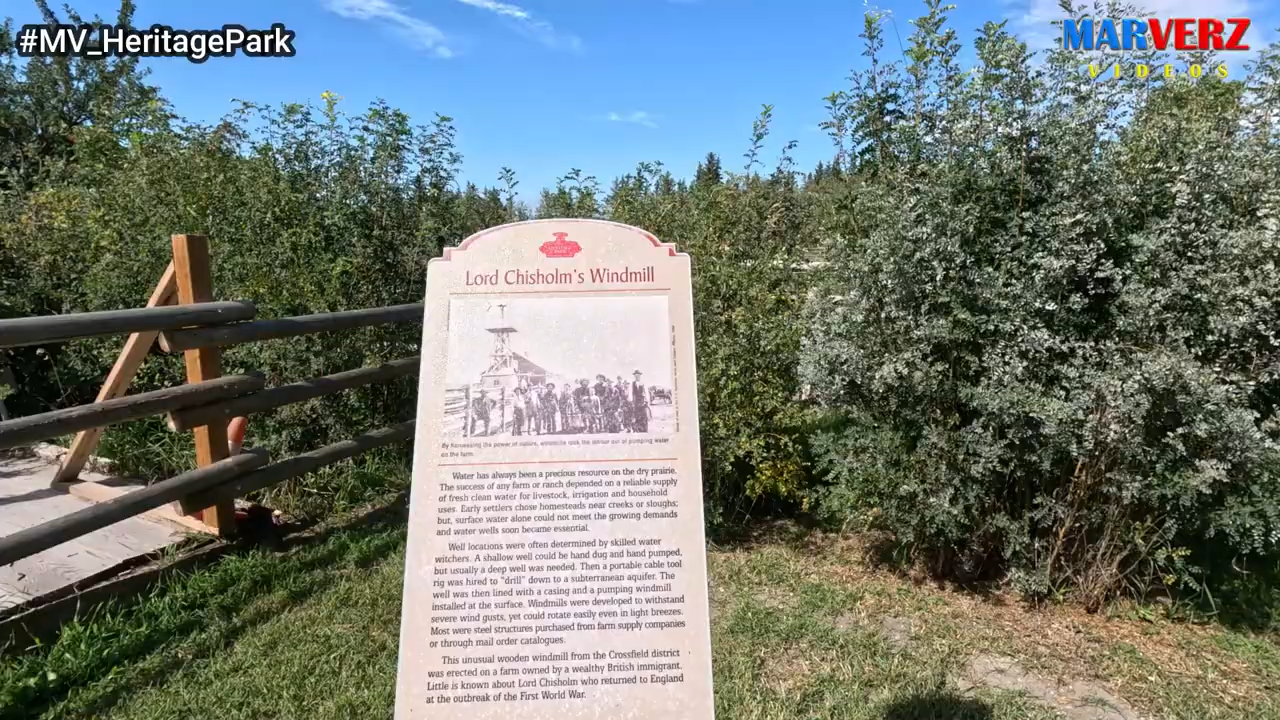 #MV_HeritagePark
MARVERZ
VIDEOS
Lord Chisholm's Windmill
By harnessing the power of nature, windmills took the labour out of pumping water
on the farm.
Water has always been a precious resource on the dry prairie.
The success of any farm or ranch depended on a reliable supply
of fresh clean water for livestock, irrigation and household
uses. Early settlers chose homesteads near creeks or sloughs;
but, surface water alone could not meet the growing demands
and water wells soon became essential.
Well locations were often determined by skilled water
witchers. A shallow well could be hand dug and hand pumped,
but usually a deep well was needed. Then a portable cable tool
rig was hired to "drill" down to a subterranean aquifer. The
well was then lined with a casing and a pumping windmill
installed at the surface. Windmills were developed to withstand
severe wind gusts, yet could rotate easily even in light breezes.
Most were steel structures purchased from farm supply companies
or through mail order catalogues.
This unusual wooden windmill from the Crossfield district
was erected on a farm owned by a wealthy British immigrant.
Little is known about Lord Chisholm who returned to England
at the outbreak of the First World War.